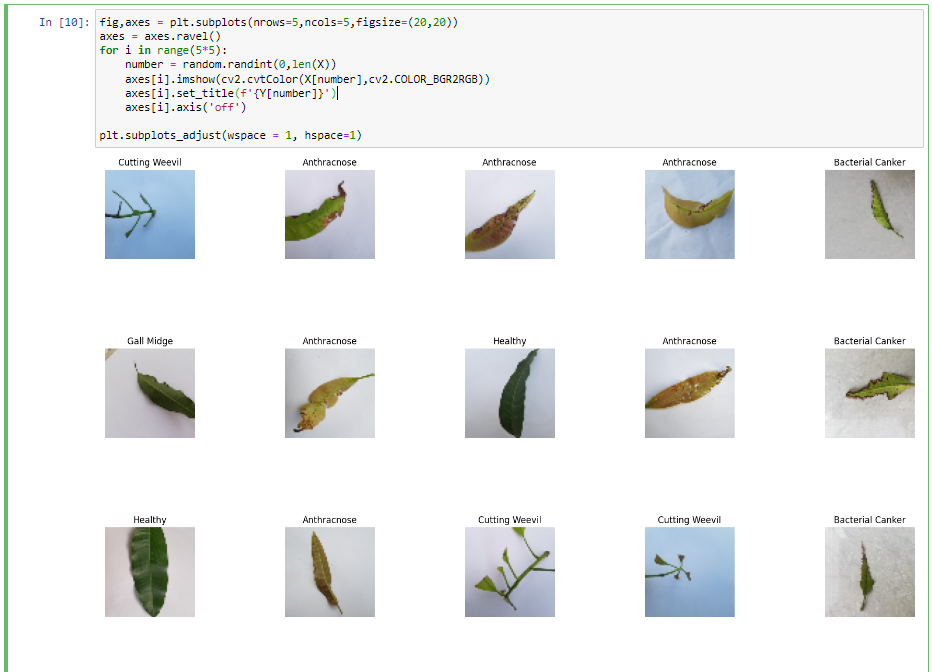 In [10]: fig,axes = plt.subplots(nrows=5,ncols=5,figsize=(20,20))
axes = axes.ravel()
for i in range(5*5):
    number = random.randint(0,len(X))
    axes[i].imshow(cv2.cvtColor(X[number],cv2.COLOR_BGR2RGB))
    axes[i].set_title(f'{Y[number]}')
    axes[i].axis('off')
plt.subplots_adjust(wspace = 1, hspace=1)
Cutting Weevil Anthracnose Anthracnose Anthracnose Bacterial Canker
Gall Midge Anthracnose Healthy Anthracnose Bacterial Canker
Healthy Anthracnose Cutting Weevil Cutting Weevil Bacterial Canker